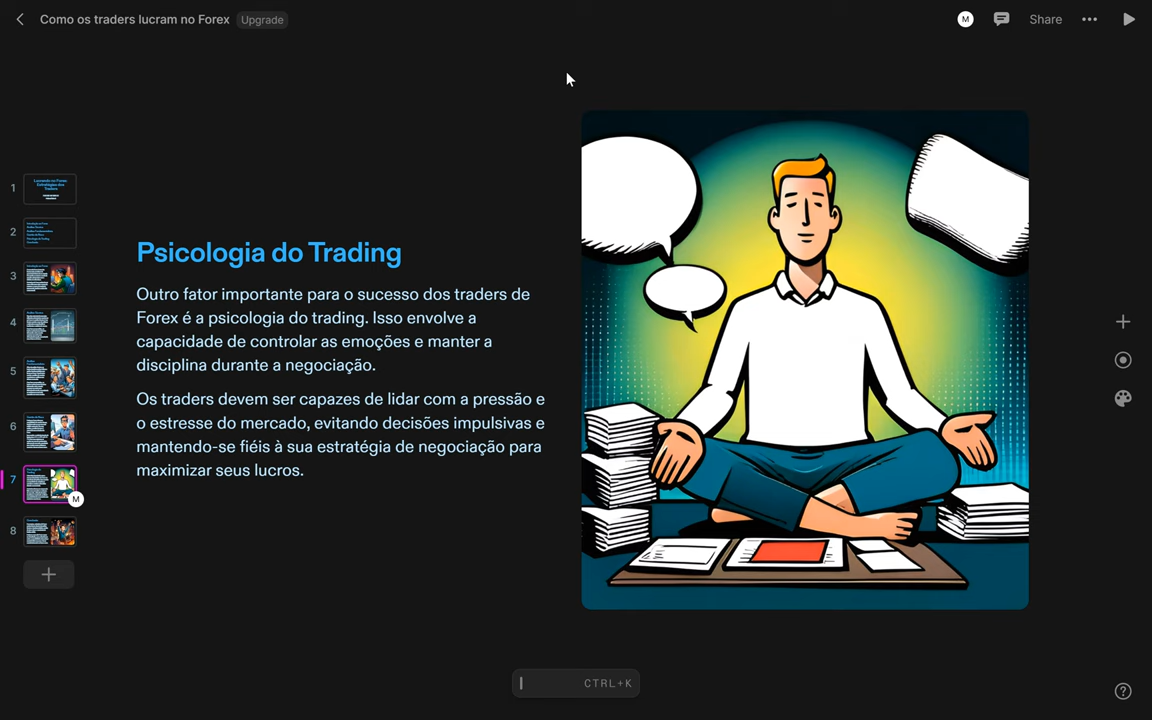 Como os traders lucram no Forex Upgrade
M
Share
Psicologia do Trading
Outro fator importante para o sucesso dos traders de
Forex é a psicologia do trading. Isso envolve a
capacidade de controlar as emoções e manter a
disciplina durante a negociação.
Os traders devem ser capazes de lidar com a pressão e
o estresse do mercado, evitando decisões impulsivas e
mantendo-se fiéis à sua estratégia de negociação para
maximizar seus lucros.
1
2
3
4
5
6
7
M
8
CTRL+K